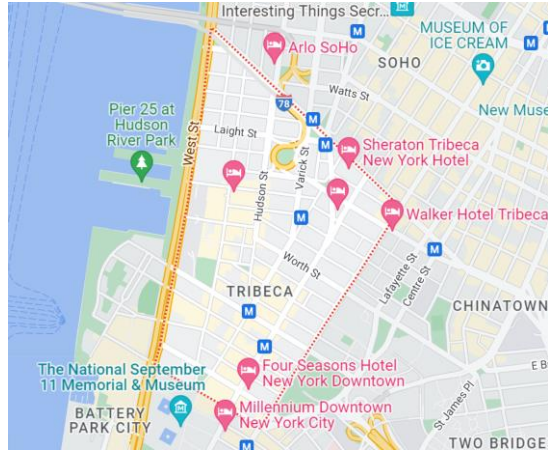 Interesting Things Secr...
MUSEUM OF
ICE CREAM
Arlo SoHo
SOHO
78
Watts St
New Muse
Pier 25 at
Hudson
River Park
West St
Laight St
Varick St
Hudson St
Sheraton Tribeca
New York Hotel
Walker Hotel Tribeca
Worth St
Lafayette St
Centre St
TRIBECA
CHINATOWN
The National September
11 Memorial & Museum
Four Seasons Hotel
New York Downtown
E B
St James Pl
BATTERY
PARK CITY
Millennium Downtown
New York City
TWO BRIDGE
M
M
M
M
M
M
M
M